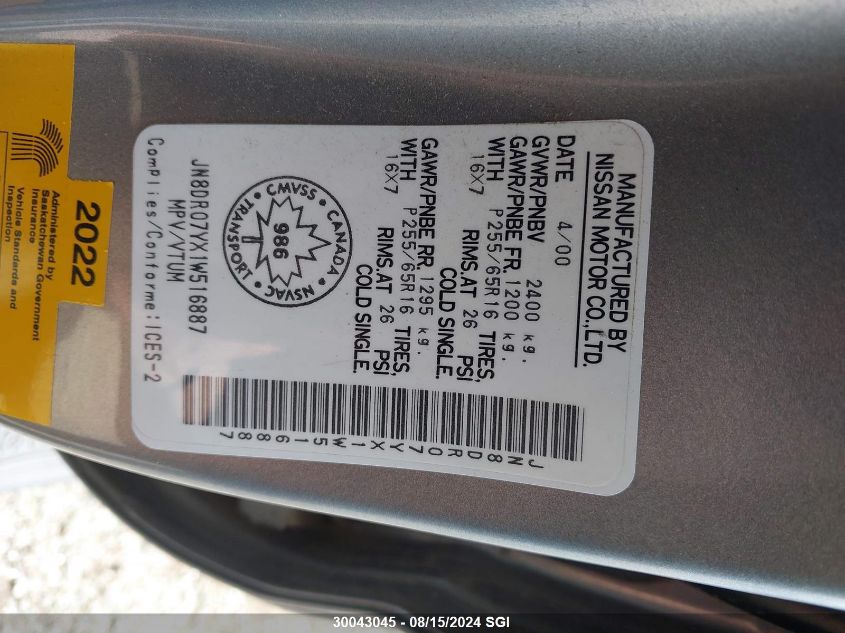 MANUFACTURED BY
NISSAN MOTOR CO.,LTD.
DATE 4/00
GVWR/PNBV 2400 kg.
GAWR/PNBE FR 1200 kg.
WITH P255/65R16 TIRES,
16X7 RIMS,AT 26 PSI
COLD SINGLE.
GAWR/PNBE RR 1295 kg.
WITH P255/65R16 TIRES,
16X7 RIMS,AT 26 PSI
COLD SINGLE.
CMVSS • CANADA • NSVAC • TRANSPORT •
986
JN8DR07YX1W516887
MPV/VTUM
Complies/Conforme:ICES-2
JN8DR07YX1W516887
2022
Administered by
Saskatchewan Government
Insurance
Vehicle Standards and
Inspection
30043045 - 08/15/2024 SGI